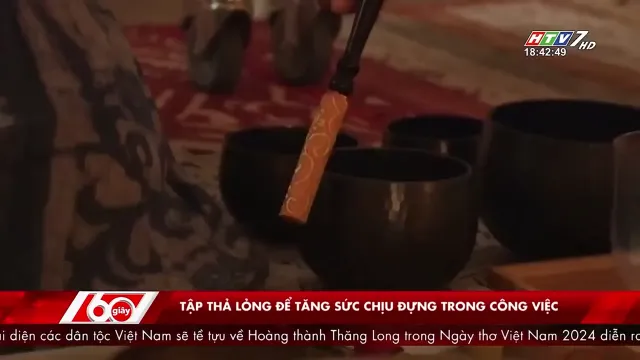 HTV7 HD
18:42:49
60 giây
TẬP THẢ LỎNG ĐỂ TĂNG SỨC CHỊU ĐỰNG TRONG CÔNG VIỆC
diện các dân tộc Việt Nam sẽ tề tựu về Hoàng thành Thăng Long trong Ngày thơ Việt Nam 2024 diễn